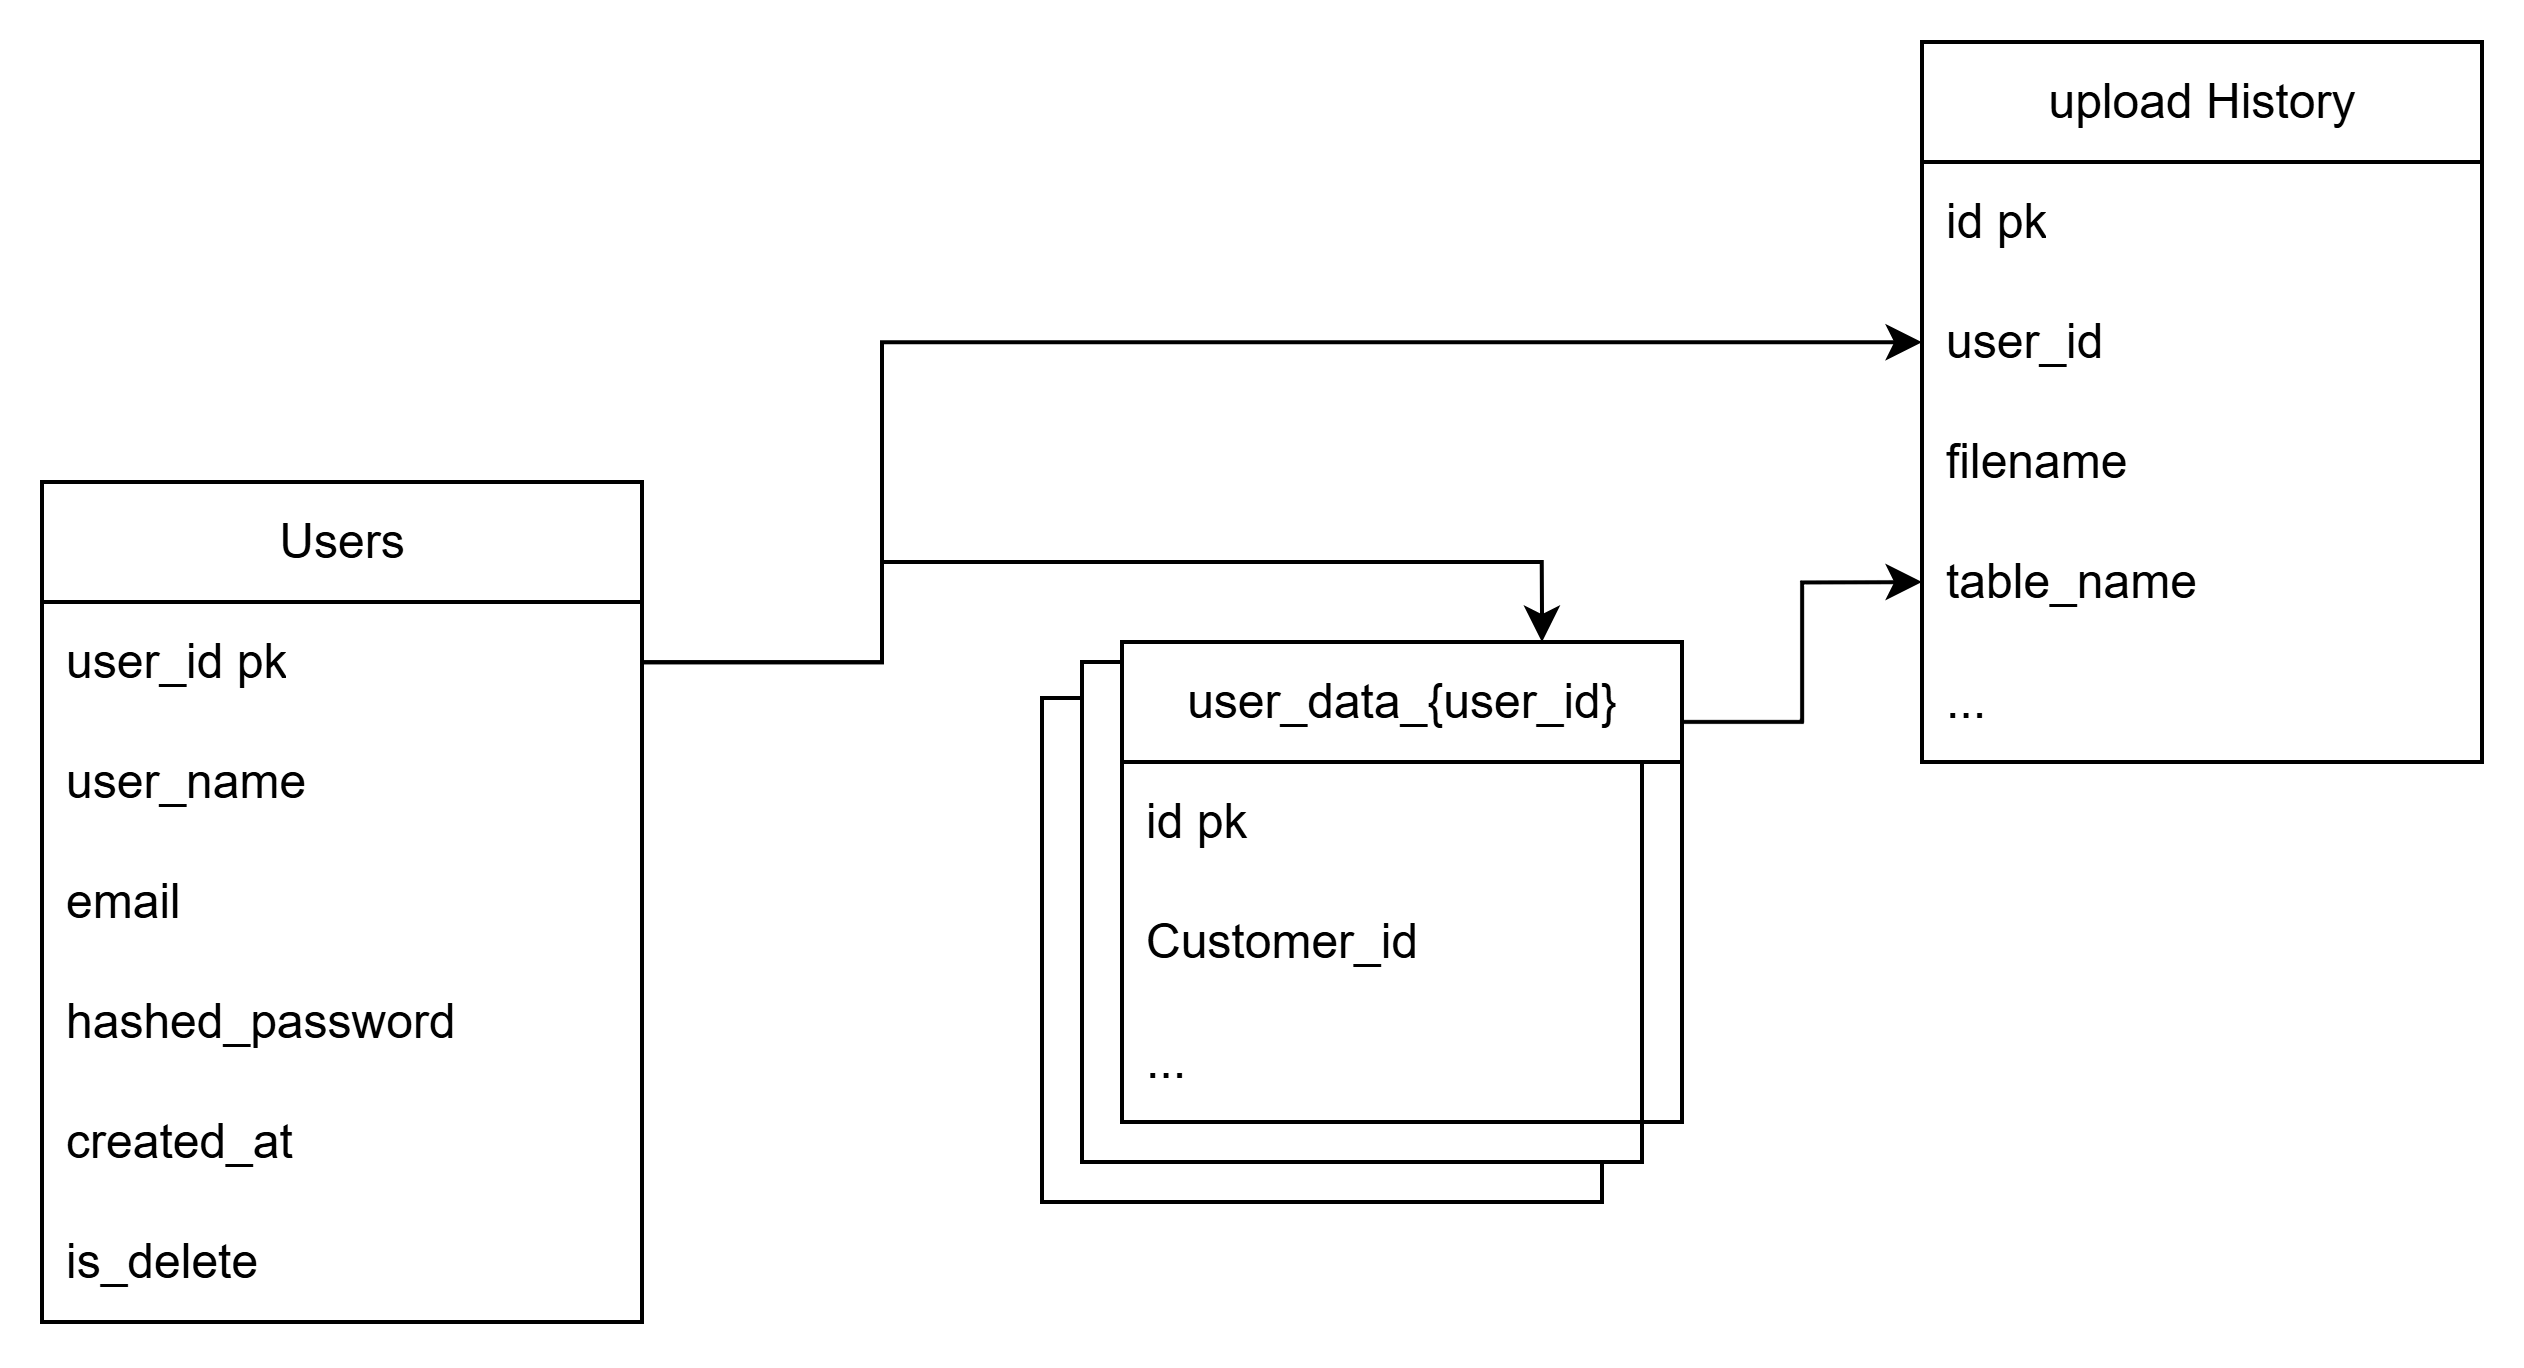 upload History
id pk
user_id
filename
table_name
...
Users
user_id pk
user_name
email
hashed_password
created_at
is_delete
user_data_{user_id}
id pk
Customer_id
...